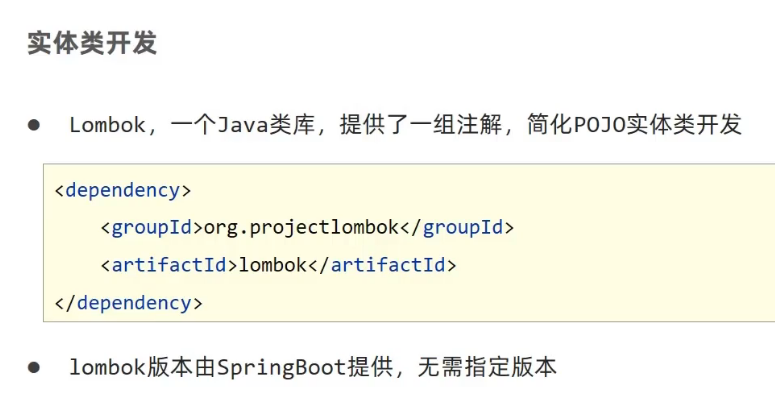 实体类开发
● Lombok，一个Java类库，提供了一组注解，简化POJO实体类开发
<dependency>
    <groupId>org.projectlombok</groupId>
    <artifactId>lombok</artifactId>
</dependency>
● lombok版本由SpringBoot提供，无需指定版本